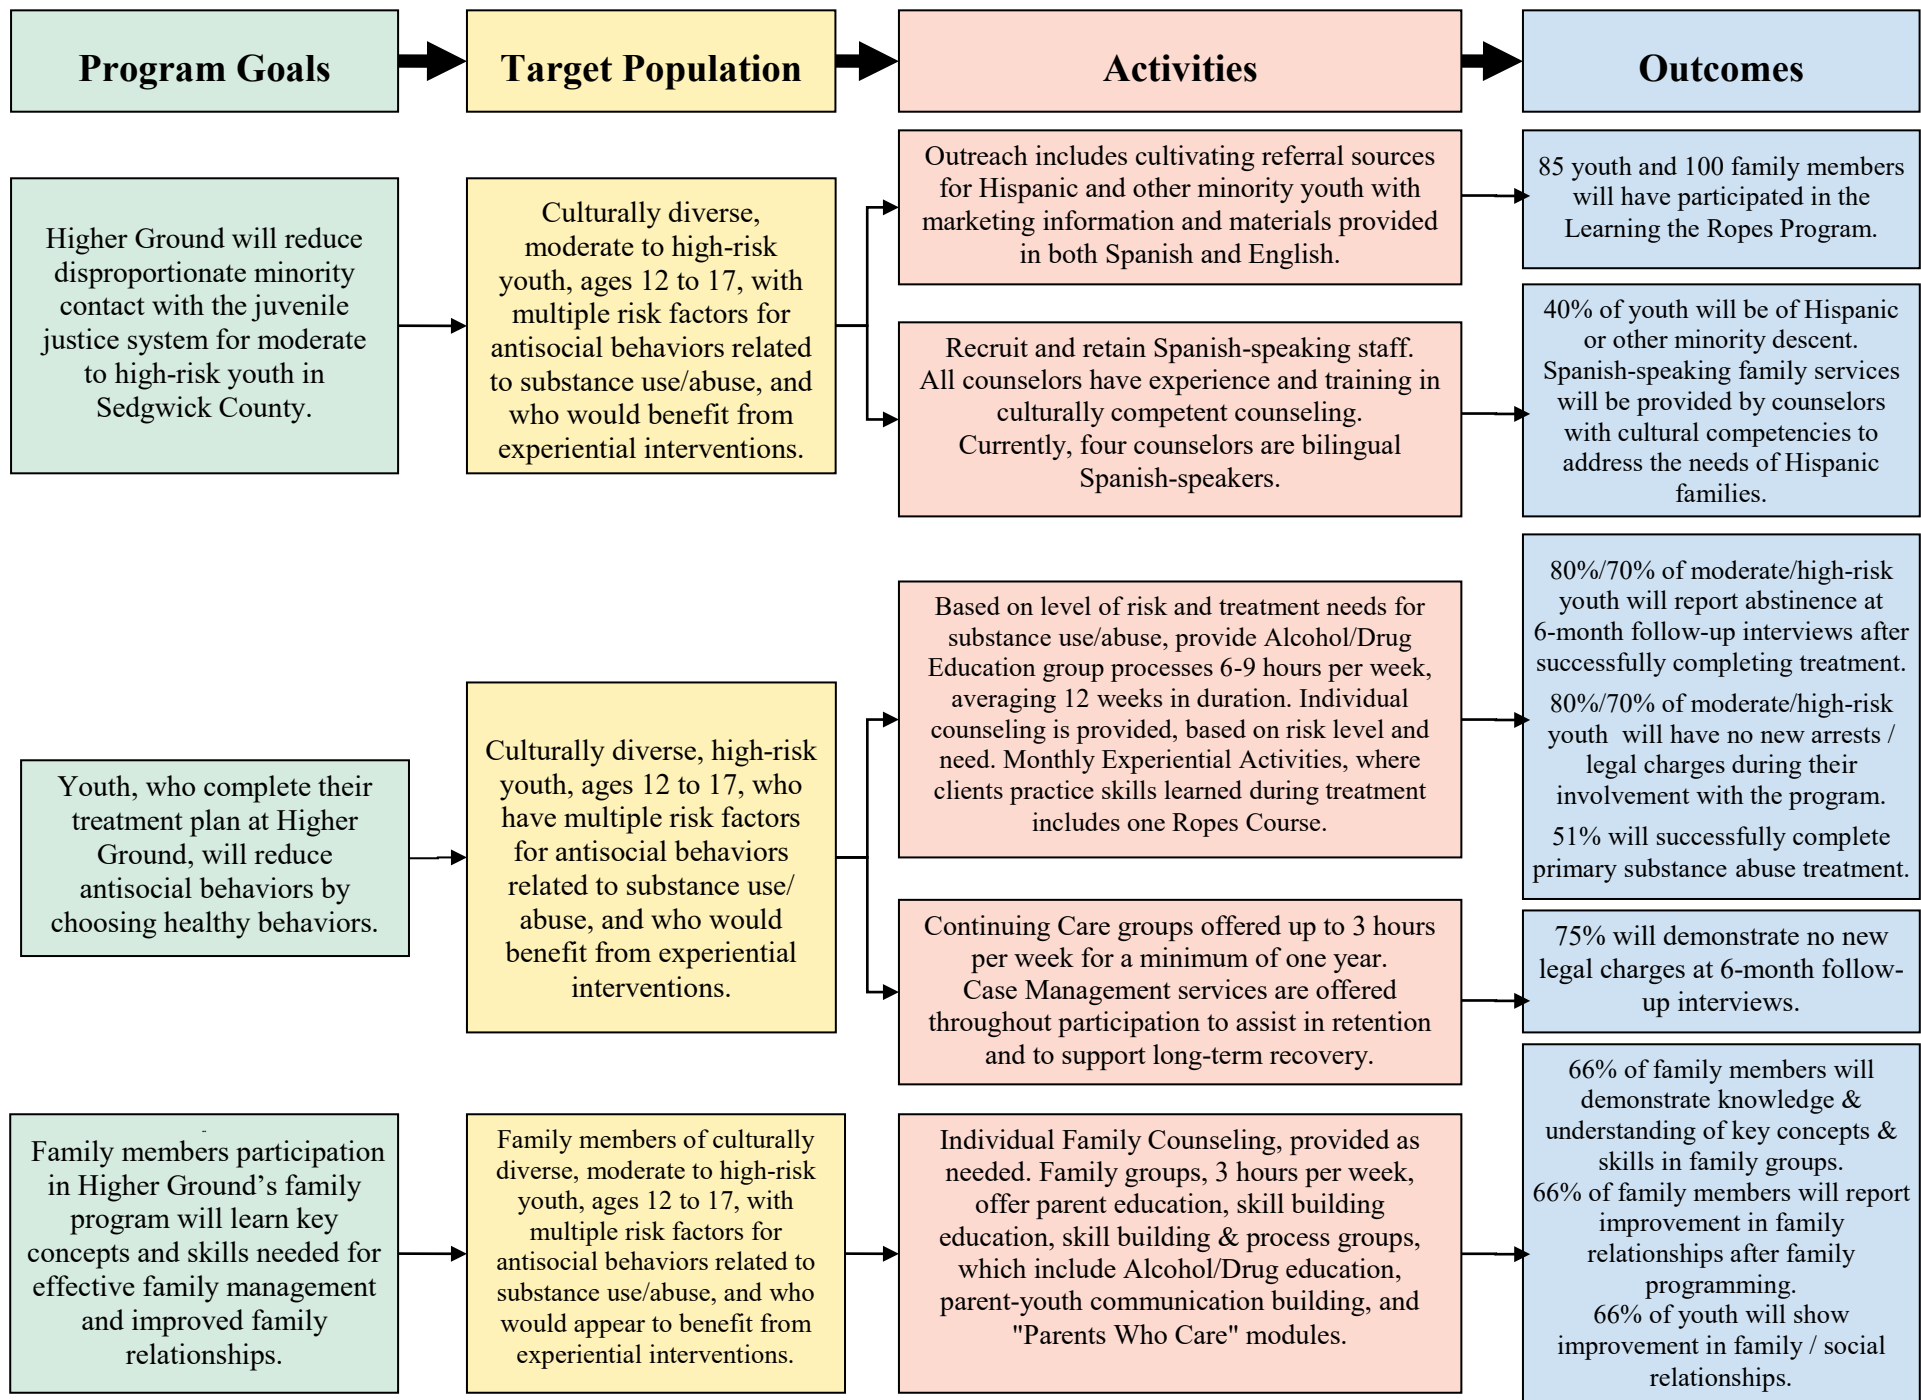 Program Goals
Target Population
Activities
Outcomes
Higher Ground will reduce
disproportionate minority
contact with the juvenile
justice system for moderate
to high-risk youth in
Sedgwick County.
Culturally diverse,
moderate to high-risk
youth, ages 12 to 17, with
multiple risk factors for
antisocial behaviors related
to substance use/abuse, and
who would benefit from
experiential interventions.
Outreach includes cultivating referral sources
for Hispanic and other minority youth with
marketing information and materials provided
in both Spanish and English.
85 youth and 100 family members
will have participated in the
Learning the Ropes Program.
Recruit and retain Spanish-speaking staff.
All counselors have experience and training in
culturally competent counseling.
Currently, four counselors are bilingual
Spanish-speakers.
40% of youth will be of Hispanic
or other minority descent.
Spanish-speaking family services
will be provided by counselors
with cultural competencies to
address the needs of Hispanic
families.
Youth, who complete their
treatment plan at Higher
Ground, will reduce
antisocial behaviors by
choosing healthy behaviors.
Culturally diverse, high-risk
youth, ages 12 to 17, who
have multiple risk factors
for antisocial behaviors
related to substance use/
abuse, and who would
benefit from experiential
interventions.
Based on level of risk and treatment needs for
substance use/abuse, provide Alcohol/Drug
Education group processes 6-9 hours per week,
averaging 12 weeks in duration. Individual
counseling is provided, based on risk level and
need. Monthly Experiential Activities, where
clients practice skills learned during treatment
includes one Ropes Course.
80%/70% of moderate/high-risk
youth will report abstinence at
6-month follow-up interviews after
successfully completing treatment.
80%/70% of moderate/high-risk
youth  will have no new arrests /
legal charges during their
involvement with the program.
51% will successfully complete
primary substance abuse treatment.
Continuing Care groups offered up to 3 hours
per week for a minimum of one year.
Case Management services are offered
throughout participation to assist in retention
and to support long-term recovery.
75% will demonstrate no new
legal charges at 6-month follow-
up interviews.
Family members participation
in Higher Ground’s family
program will learn key
concepts and skills needed for
effective family management
and improved family
relationships.
Family members of culturally
diverse, moderate to high-risk
youth, ages 12 to 17, with
multiple risk factors for
antisocial behaviors related to
substance use/abuse, and who
would appear to benefit from
experiential interventions.
Individual Family Counseling, provided as
needed. Family groups, 3 hours per week,
offer parent education, skill building
education, skill building & process groups,
which include Alcohol/Drug education,
parent-youth communication building, and
"Parents Who Care" modules.
66% of family members will
demonstrate knowledge &
understanding of key concepts &
skills in family groups.
66% of family members will report
improvement in family
relationships after family
programming.
66% of youth will show
improvement in family / social
relationships.